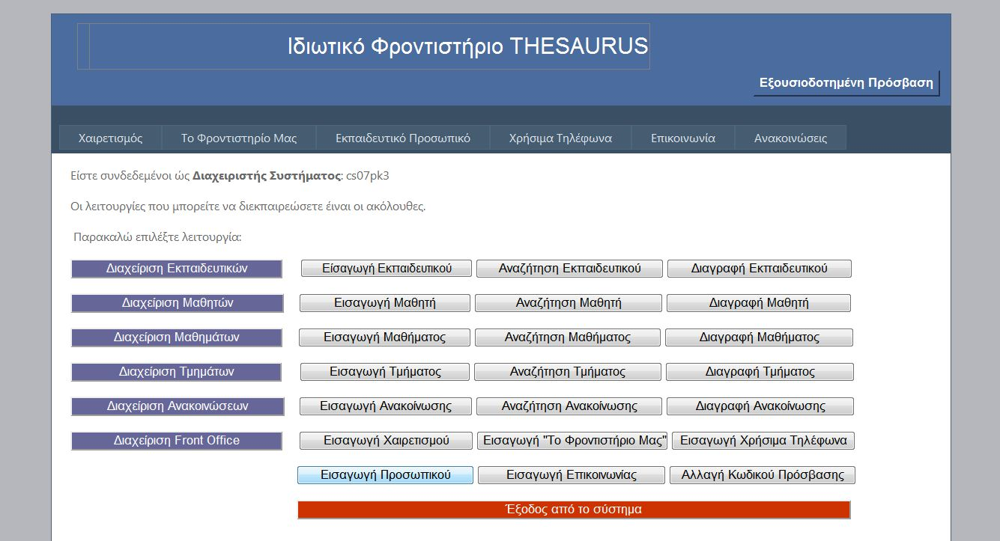 Ιδιωτικό Φροντιστήριο THESAURUS
Εξουσιοδοτημένη Πρόσβαση
Χαιρετισμός Το Φροντιστηρίο Μας Εκπαιδευτικό Προσωπικό Χρήσιμα Τηλέφωνα Επικοινωνία Ανακοινώσεις
Είστε συνδεδεμένοι ώς Διαχειριστής Συστήματος: cs07pk3
Οι λειτουργίες που μπορείτε να διεκπαιρεώσετε έιναι οι ακόλουθες.
Παρακαλώ επιλέξτε λειτουργία:
Διαχείριση Εκπαιδευτικών Είσαγωγή Εκπαιδευτικού Αναζήτηση Εκπαιδευτικού Διαγραφή Εκπαιδευτικού
Διαχείριση Μαθητών Εισαγωγή Μαθητή Αναζήτηση Μαθητή Διαγραφή Μαθητή
Διαχείριση Μαθημάτων Εισαγωγή Μαθήματος Αναζήτηση Μαθήματος Διαγραφή Μαθήματος
Διαχείριση Τμημάτων Εισαγωγή Τμήματος Αναζήτηση Τμήματος Διαγραφή Τμήματος
Διαχείριση Ανακοινώσεων Εισαγωγή Ανακοίνωσης Αναζήτηση Ανακοίνωσης Διαγραφή Ανακοίνωσης
Διαχείριση Front Office Εισαγωγή Χαιρετισμού Εισαγωγή "Το Φροντιστήριο Μας" Εισαγωγή Χρήσιμα Τηλέφωνα
Εισαγωγή Προσωπικού Εισαγωγή Επικοινωνίας Αλλαγή Κωδικού Πρόσβασης
Έξοδος από το σύστημα